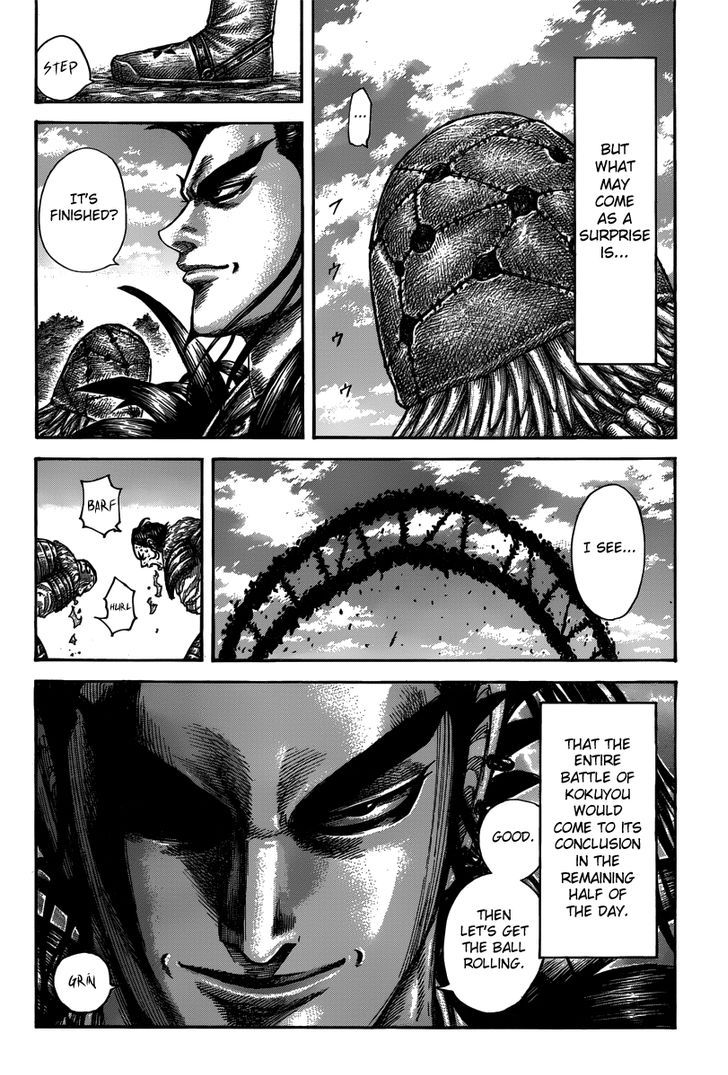 BUT
WHAT
MAY
COME
AS A
SURPRISE
IS...
...
ウ
ウ
ウ
ウ
STEP
IT'S
FINISHED?
I SEE...
BARF
HURL
THAT THE
ENTIRE
BATTLE OF
KOKUYOU
WOULD
COME TO ITS
CONCLUSION
IN THE
REMAINING
HALF OF
THE DAY.
GOOD.
THEN
LET'S GET
THE BALL
ROLLING.
GRIN